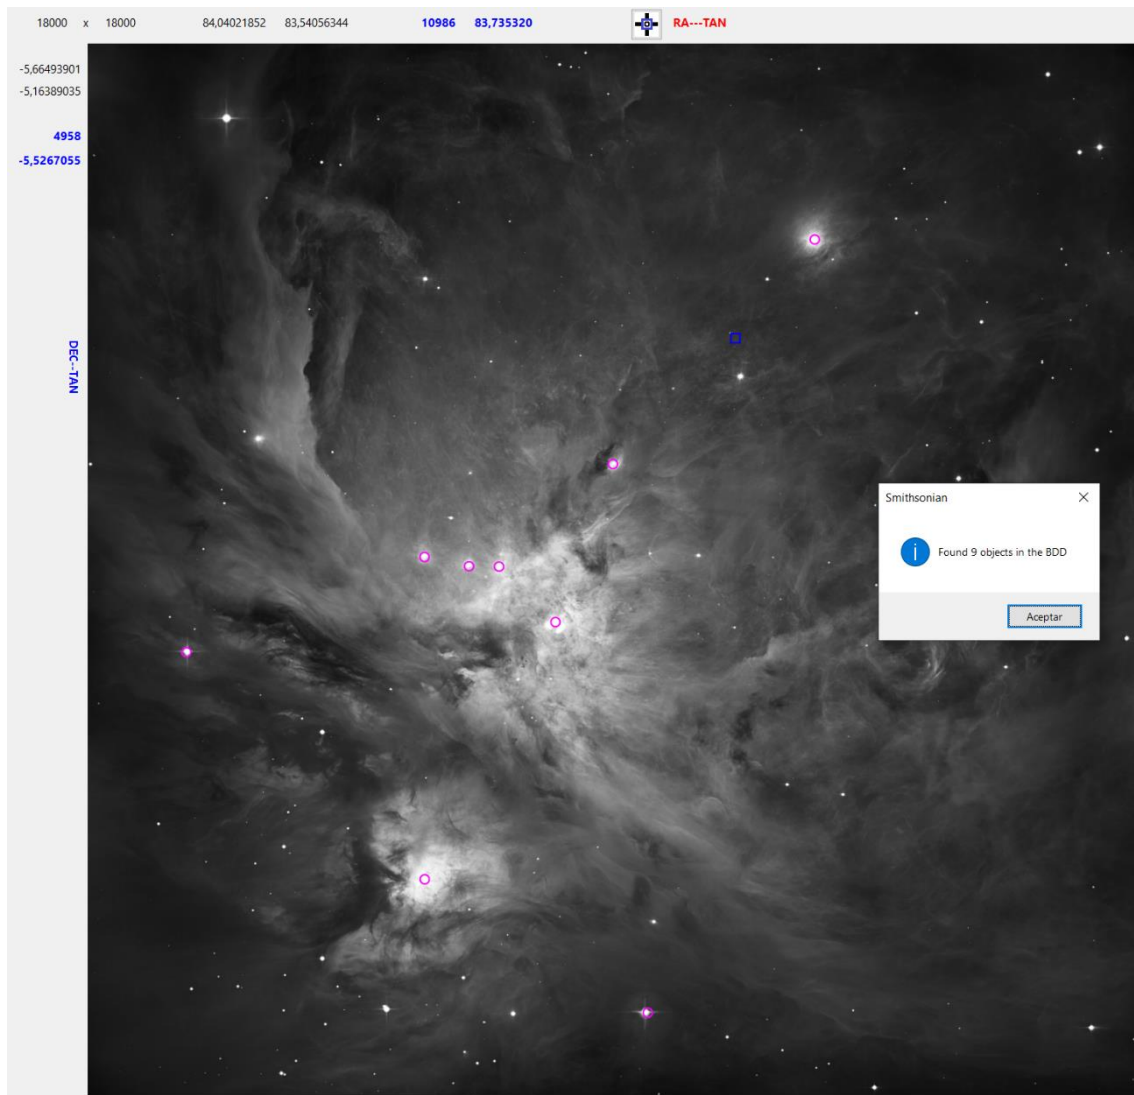 18000 x 18000 84,04021852 83,54056344 10986 83,735320 RA---TAN
-5,66493901
-5,16389035
4958
-5,5267055
DEC--TAN
Smithsonian
Found 9 objects in the BDD
Aceptar